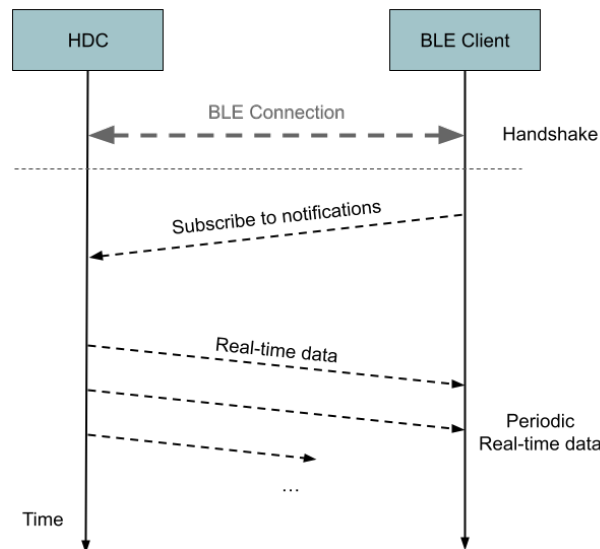 HDC
BLE Client
BLE Connection
Handshake
Subscribe to notifications
Real-time data
Periodic
Real-time data
...
Time